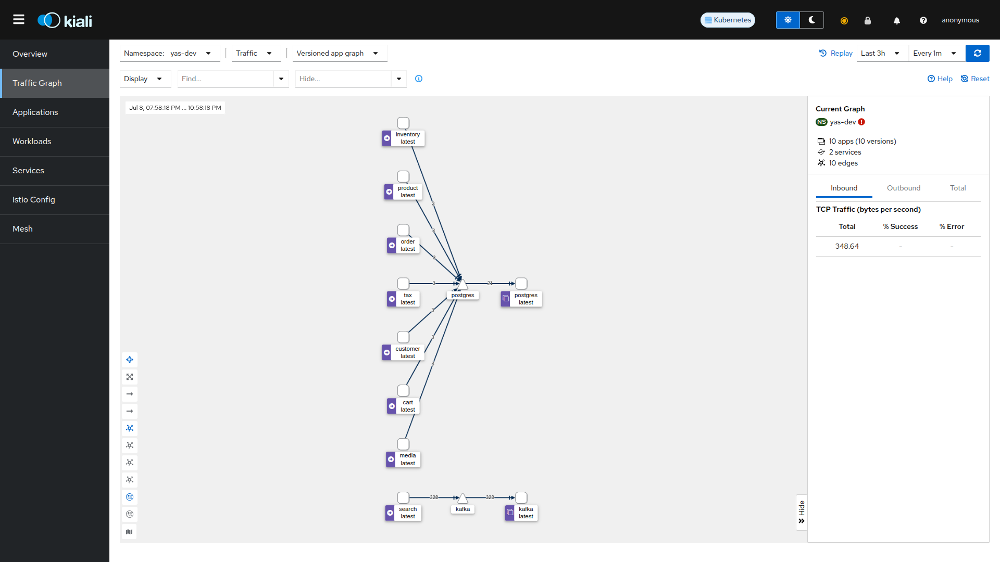 kiali
Kubernetes
anonymous
Overview
Traffic Graph
Applications
Workloads
Services
Istio Config
Mesh
Namespace: yas-dev
Traffic
Versioned app graph
Replay
Last 3h
Every 1m
Display
Find...
Hide...
Help
Reset
Jul 8, 07:58:18 PM ... 10:58:18 PM
inventory
latest
product
latest
3
order
latest
3
3
tax
latest
3
postgres
21
postgres
latest
3
customer
latest
3
3
cart
latest
media
latest
search
latest
328
kafka
328
kafka
latest
Hide
Current Graph
NS yas-dev
10 apps (10 versions)
2 services
10 edges
Inbound
Outbound
Total
TCP Traffic (bytes per second)
Total % Success % Error
348.64 - -